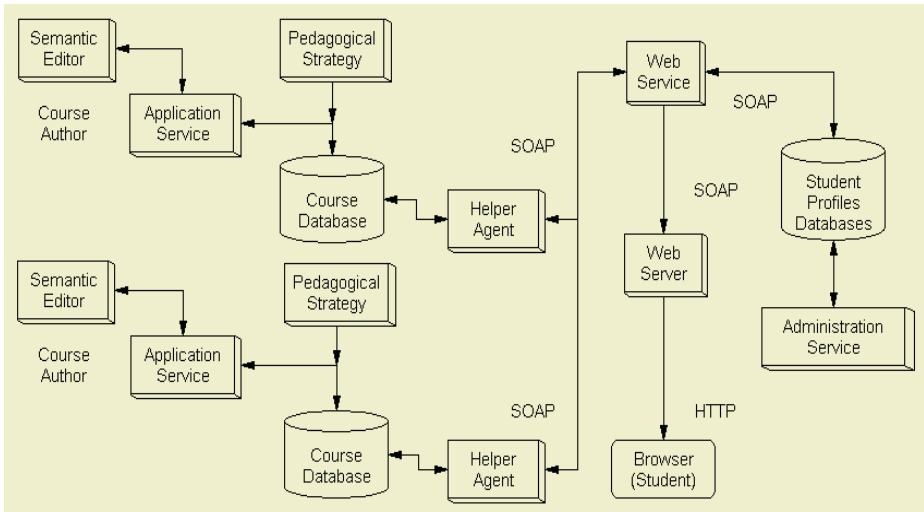 Semantic
Editor
Pedagogical
Strategy
Web
Service
Course
Author
Application
Service
SOAP
SOAP
Course
Database
Helper
Agent
SOAP
Student
Profiles
Databases
Web
Server
Semantic
Editor
Pedagogical
Strategy
Course
Author
Application
Service
Administration
Service
SOAP
HTTP
Course
Database
Helper
Agent
Browser
(Student)